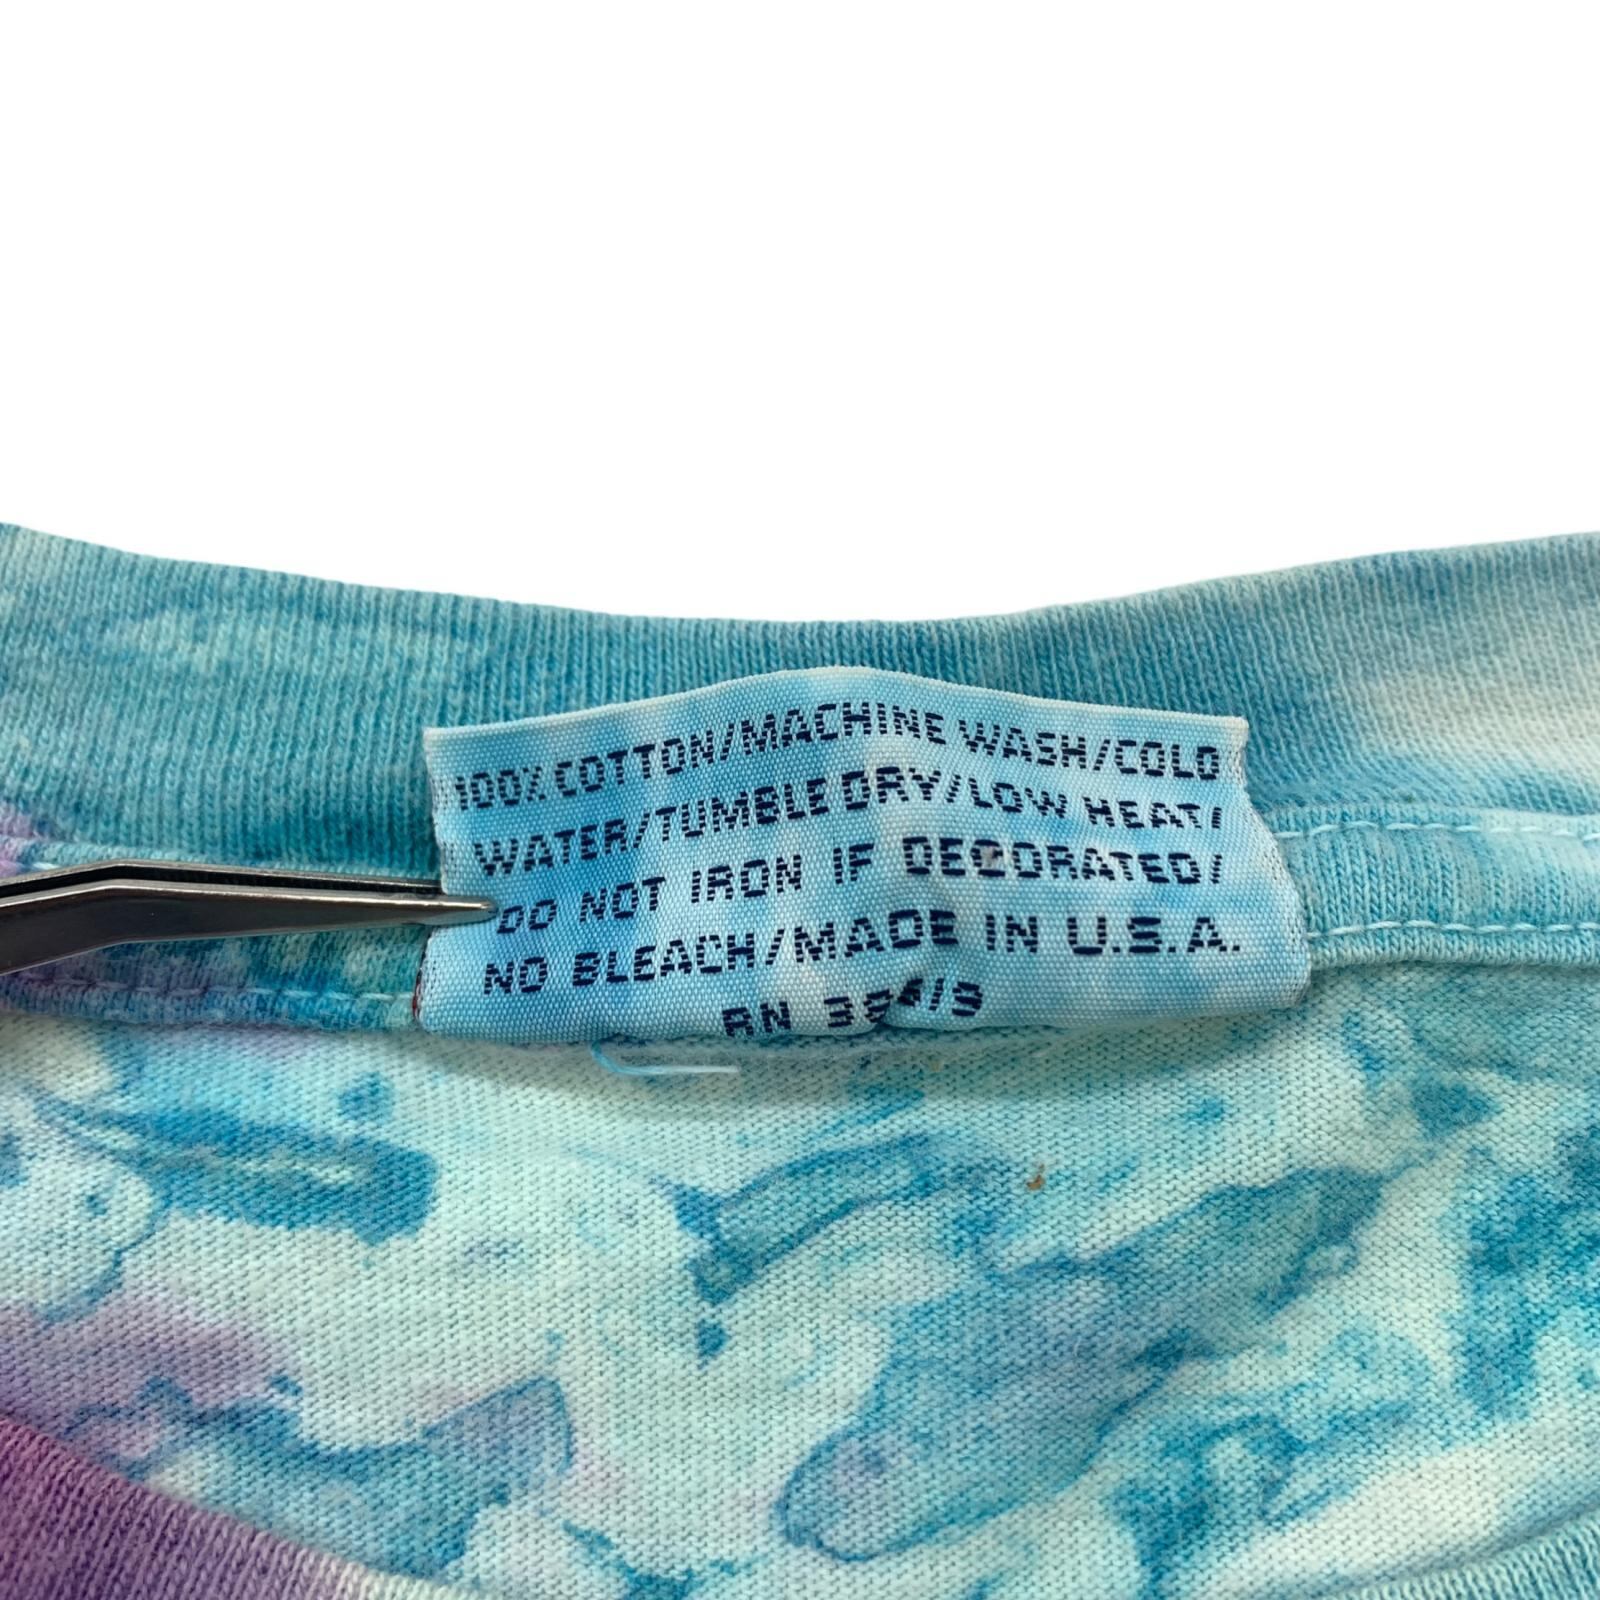 100% COTTON/MACHINE WASH/COLD
WATER/TUMBLE DRY/LOW HEAT/
DO NOT IRON IF DECORATED/
NO BLEACH/MADE IN U.S.A.
RN